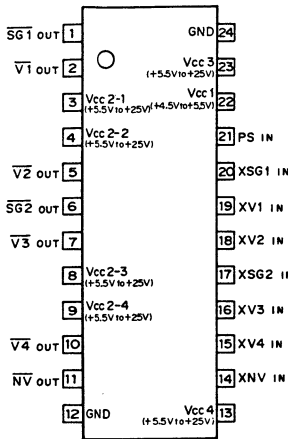 SG1 OUT 1
V1 OUT 2
3 Vcc 2-1
(+5.5V to +25V)
4 Vcc 2-2
(+5.5V to +25V)
V2 OUT 5
SG2 OUT 6
V3 OUT 7
8 Vcc 2-3
(+5.5V to +25V)
9 Vcc 2-4
(+5.5V to +25V)
V4 OUT 10
NV OUT 11
12 GND
GND 24
Vcc 3 23
(+5.5V to +25V)
Vcc 1 22
(+4.5V to +5.5V)
21 PS IN
20 XSG1 IN
19 XV1 IN
18 XV2 IN
17 XSG2 IN
16 XV3 IN
15 XV4 IN
14 XNV IN
Vcc 4 13
(+5.5V to +25V)